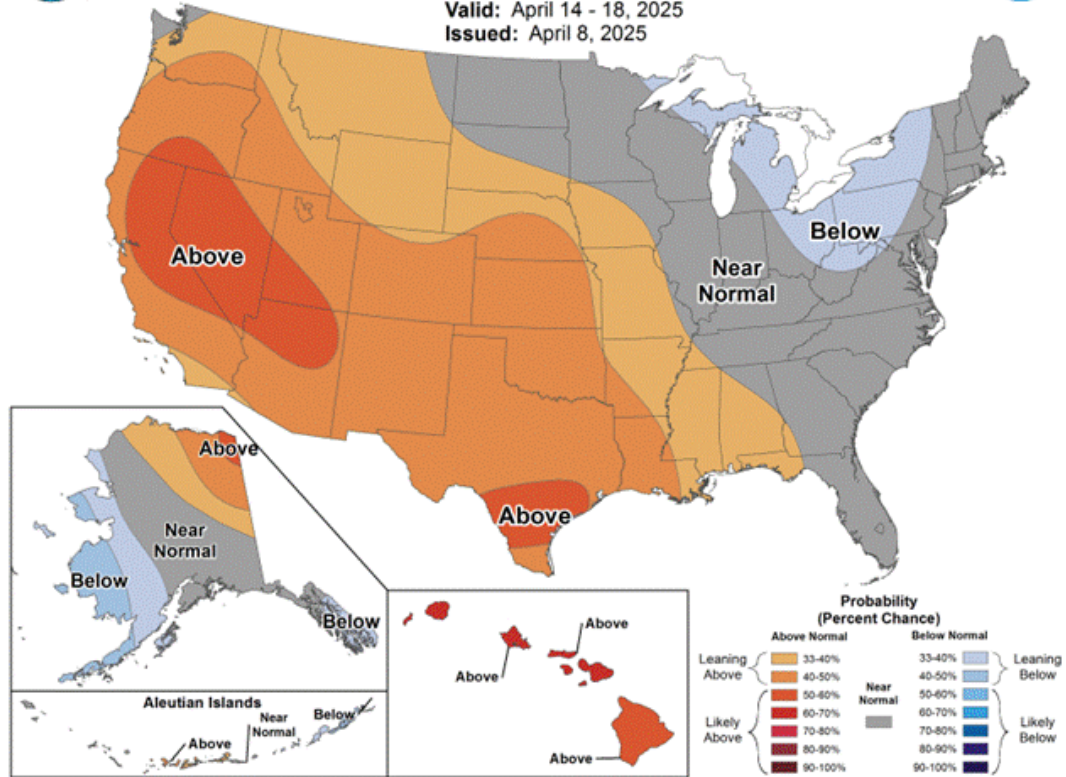 Valid: April 14 - 18, 2025
Issued: April 8, 2025
Above
Below
Near
Normal
Above
Above
Near
Normal
Below
Below
Aleutian Islands
Near
Normal
Below
Above
Above
Above
Above
Probability
(Percent Chance)
Above Normal
Below Normal
Leaning
Above
33-40%
40-50%
Likely
Above
50-60%
60-70%
70-80%
80-90%
90-100%
Near
Normal
33-40%
40-50%
Leaning
Below
50-60%
60-70%
70-80%
80-90%
90-100%
Likely
Below